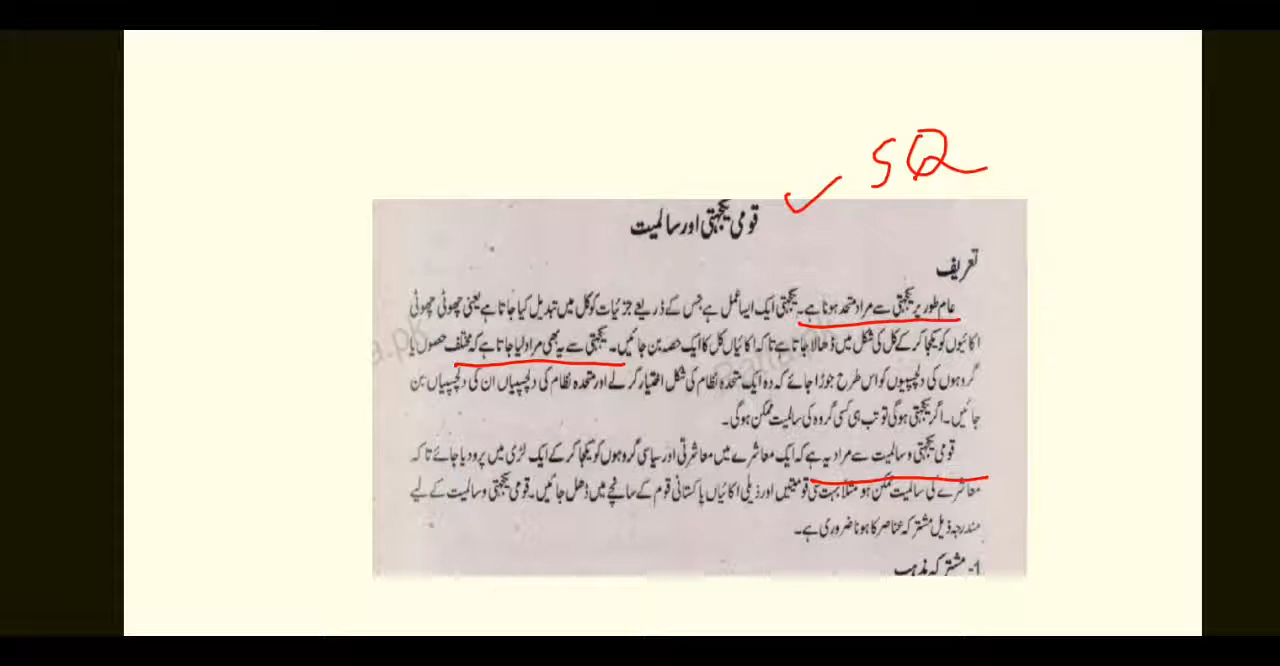 SQ
قومی یکجہتی اور سالمیت
تعریف
عام طور پر یکجہتی سے مراد متحد ہونا ہے۔ یکجہتی ایک ایسا عمل ہے جس کے ذریعے جزئیات کو کل میں تبدیل کیا جاتا ہے یعنی چھوٹی چھوٹی
اکائیوں کو یکجا کر کے کل کی شکل میں ڈھالا جاتا ہے تاکہ اکائیاں کل کا ایک حصہ بن جائیں۔ یکجہتی سے یہ بھی مراد لیا جاتا ہے کہ مختلف حصوں یا
گروہوں کی دلچسپیوں کو اس طرح جوڑا جائے کہ وہ ایک متحدہ نظام کی شکل اختیار کر لے اور متحدہ نظام کی دلچسپیاں ان کی دلچسپیاں بن
جائیں۔ اگر یکجہتی ہوگی تو تب ہی کسی گروہ کی سالمیت ممکن ہوگی۔
قومی یکجہتی و سالمیت سے مراد یہ ہے کہ ایک معاشرے میں معاشرتی اور سیاسی گروہوں کو یکجا کر کے ایک لڑی میں پرو دیا جائے تاکہ
معاشرے کی سالمیت ممکن ہو مثلاً بہت سی قومیتیں اور ذیلی اکائیاں پاکستانی قوم کے سانچے میں ڈھل جائیں۔ قومی یکجہتی و سالمیت کے لیے
مندرجہ ذیل مشترکہ عناصر کا ہونا ضروری ہے۔
1- مشترکہ مذہب